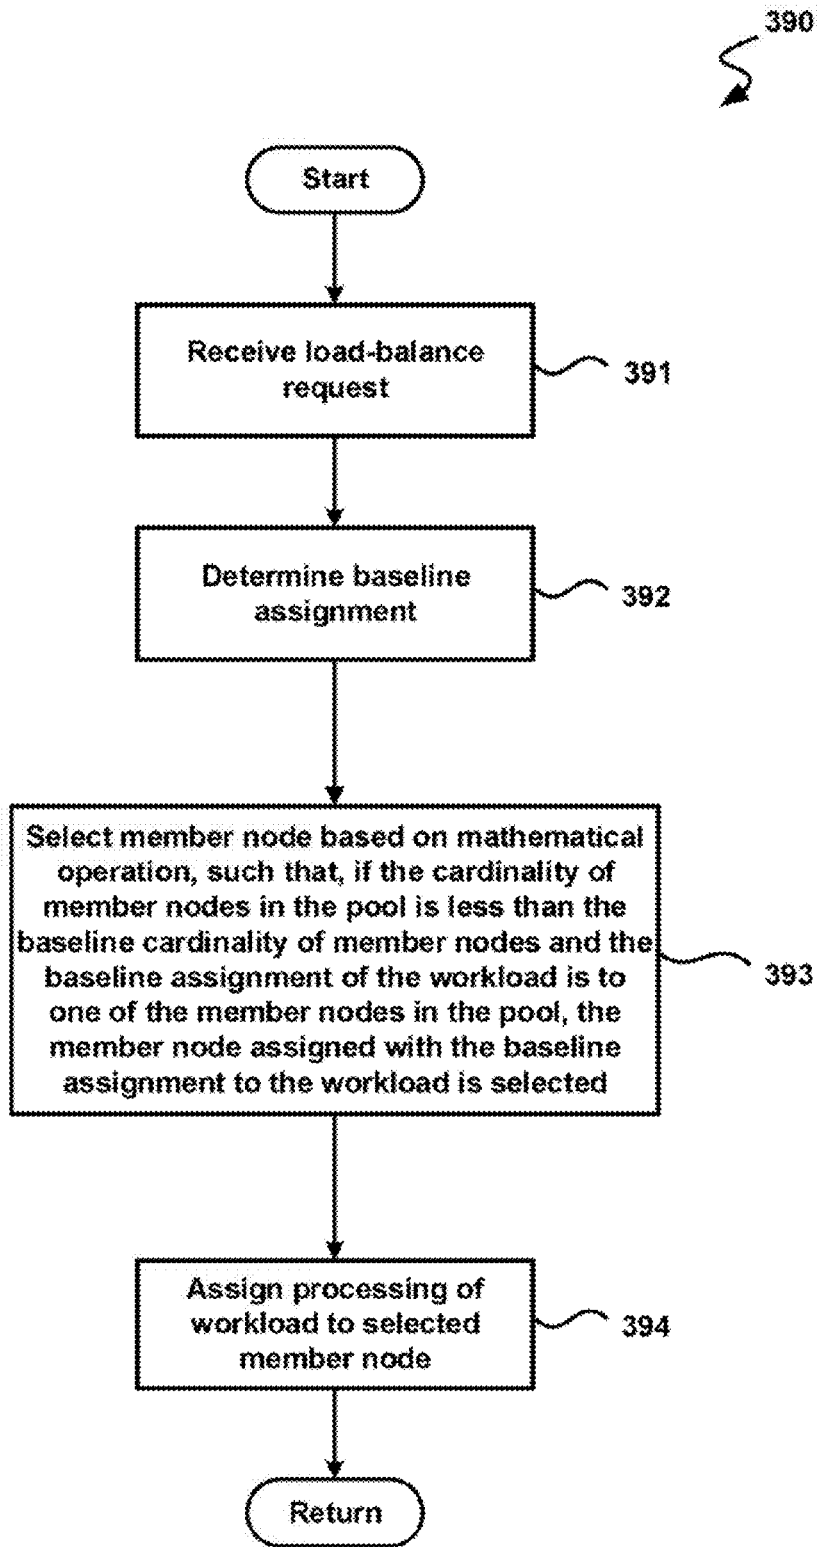 390
Start
Receive load-balance
request
391
Determine baseline
assignment
392
Select member node based on mathematical
operation, such that, if the cardinality of
member nodes in the pool is less than the
baseline cardinality of member nodes and the
baseline assignment of the workload is to
one of the member nodes in the pool, the
member node assigned with the baseline
assignment to the workload is selected
393
Assign processing of
workload to selected
member node
394
Return